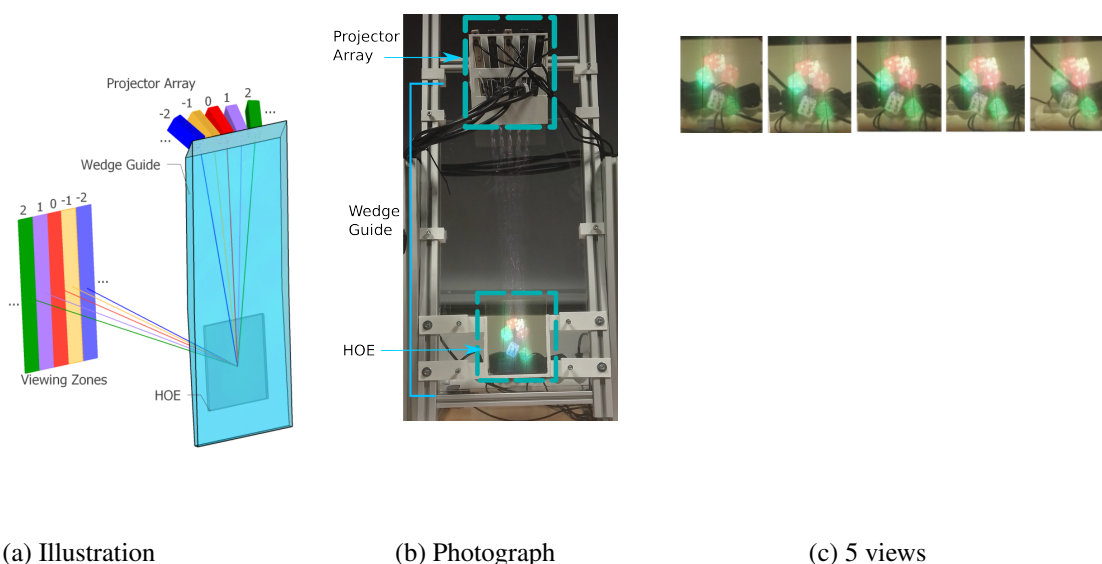 Projector Array
-2 -1 0 1 2
... ...
Wedge Guide
2 1 0 -1 -2
... ...
Viewing Zones
HOE
Projector
Array
Wedge
Guide
HOE
(a) Illustration
(b) Photograph
(c) 5 views